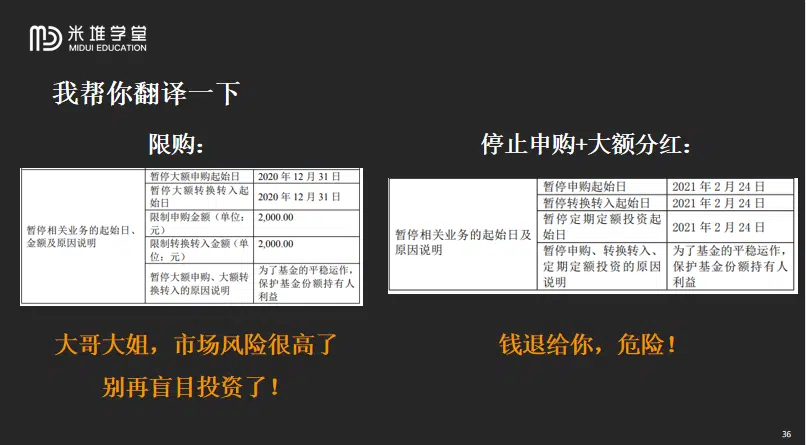 米堆学堂
MIDUI EDUCATION
我帮你翻译一下
限购：
暂停相关业务的起始日、
金额及原因说明
暂停大额申购起始日
2020 年 12 月 31 日
暂停大额转换转入起
始日
2020 年 12 月 31 日
限制申购金额（单位：
元）
2,000.00
限制转换转入金额（单
位：元）
2,000.00
暂停大额申购、大额转
换转入的原因说明
为了基金的平稳运作，
保护基金份额持有人
利益
大哥大姐，市场风险很高了
别再盲目投资了！
停止申购+大额分红：
暂停相关业务的起始日及
原因说明
暂停申购起始日
2021 年 2 月 24 日
暂停转换转入起始日
2021 年 2 月 24 日
暂停定期定额投资起
始日
2021 年 2 月 24 日
暂停申购、转换转入、
定期定额投资的原因
说明
为了基金的平稳运作，
保护基金份额持有人
利益
钱退给你，危险！
36